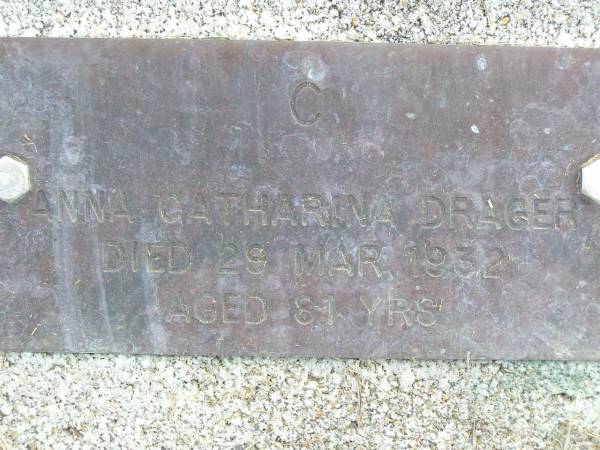 C
ANNA CATHARINA DRAGER
DIED 29 MAR. 1932
AGED 81 YRS